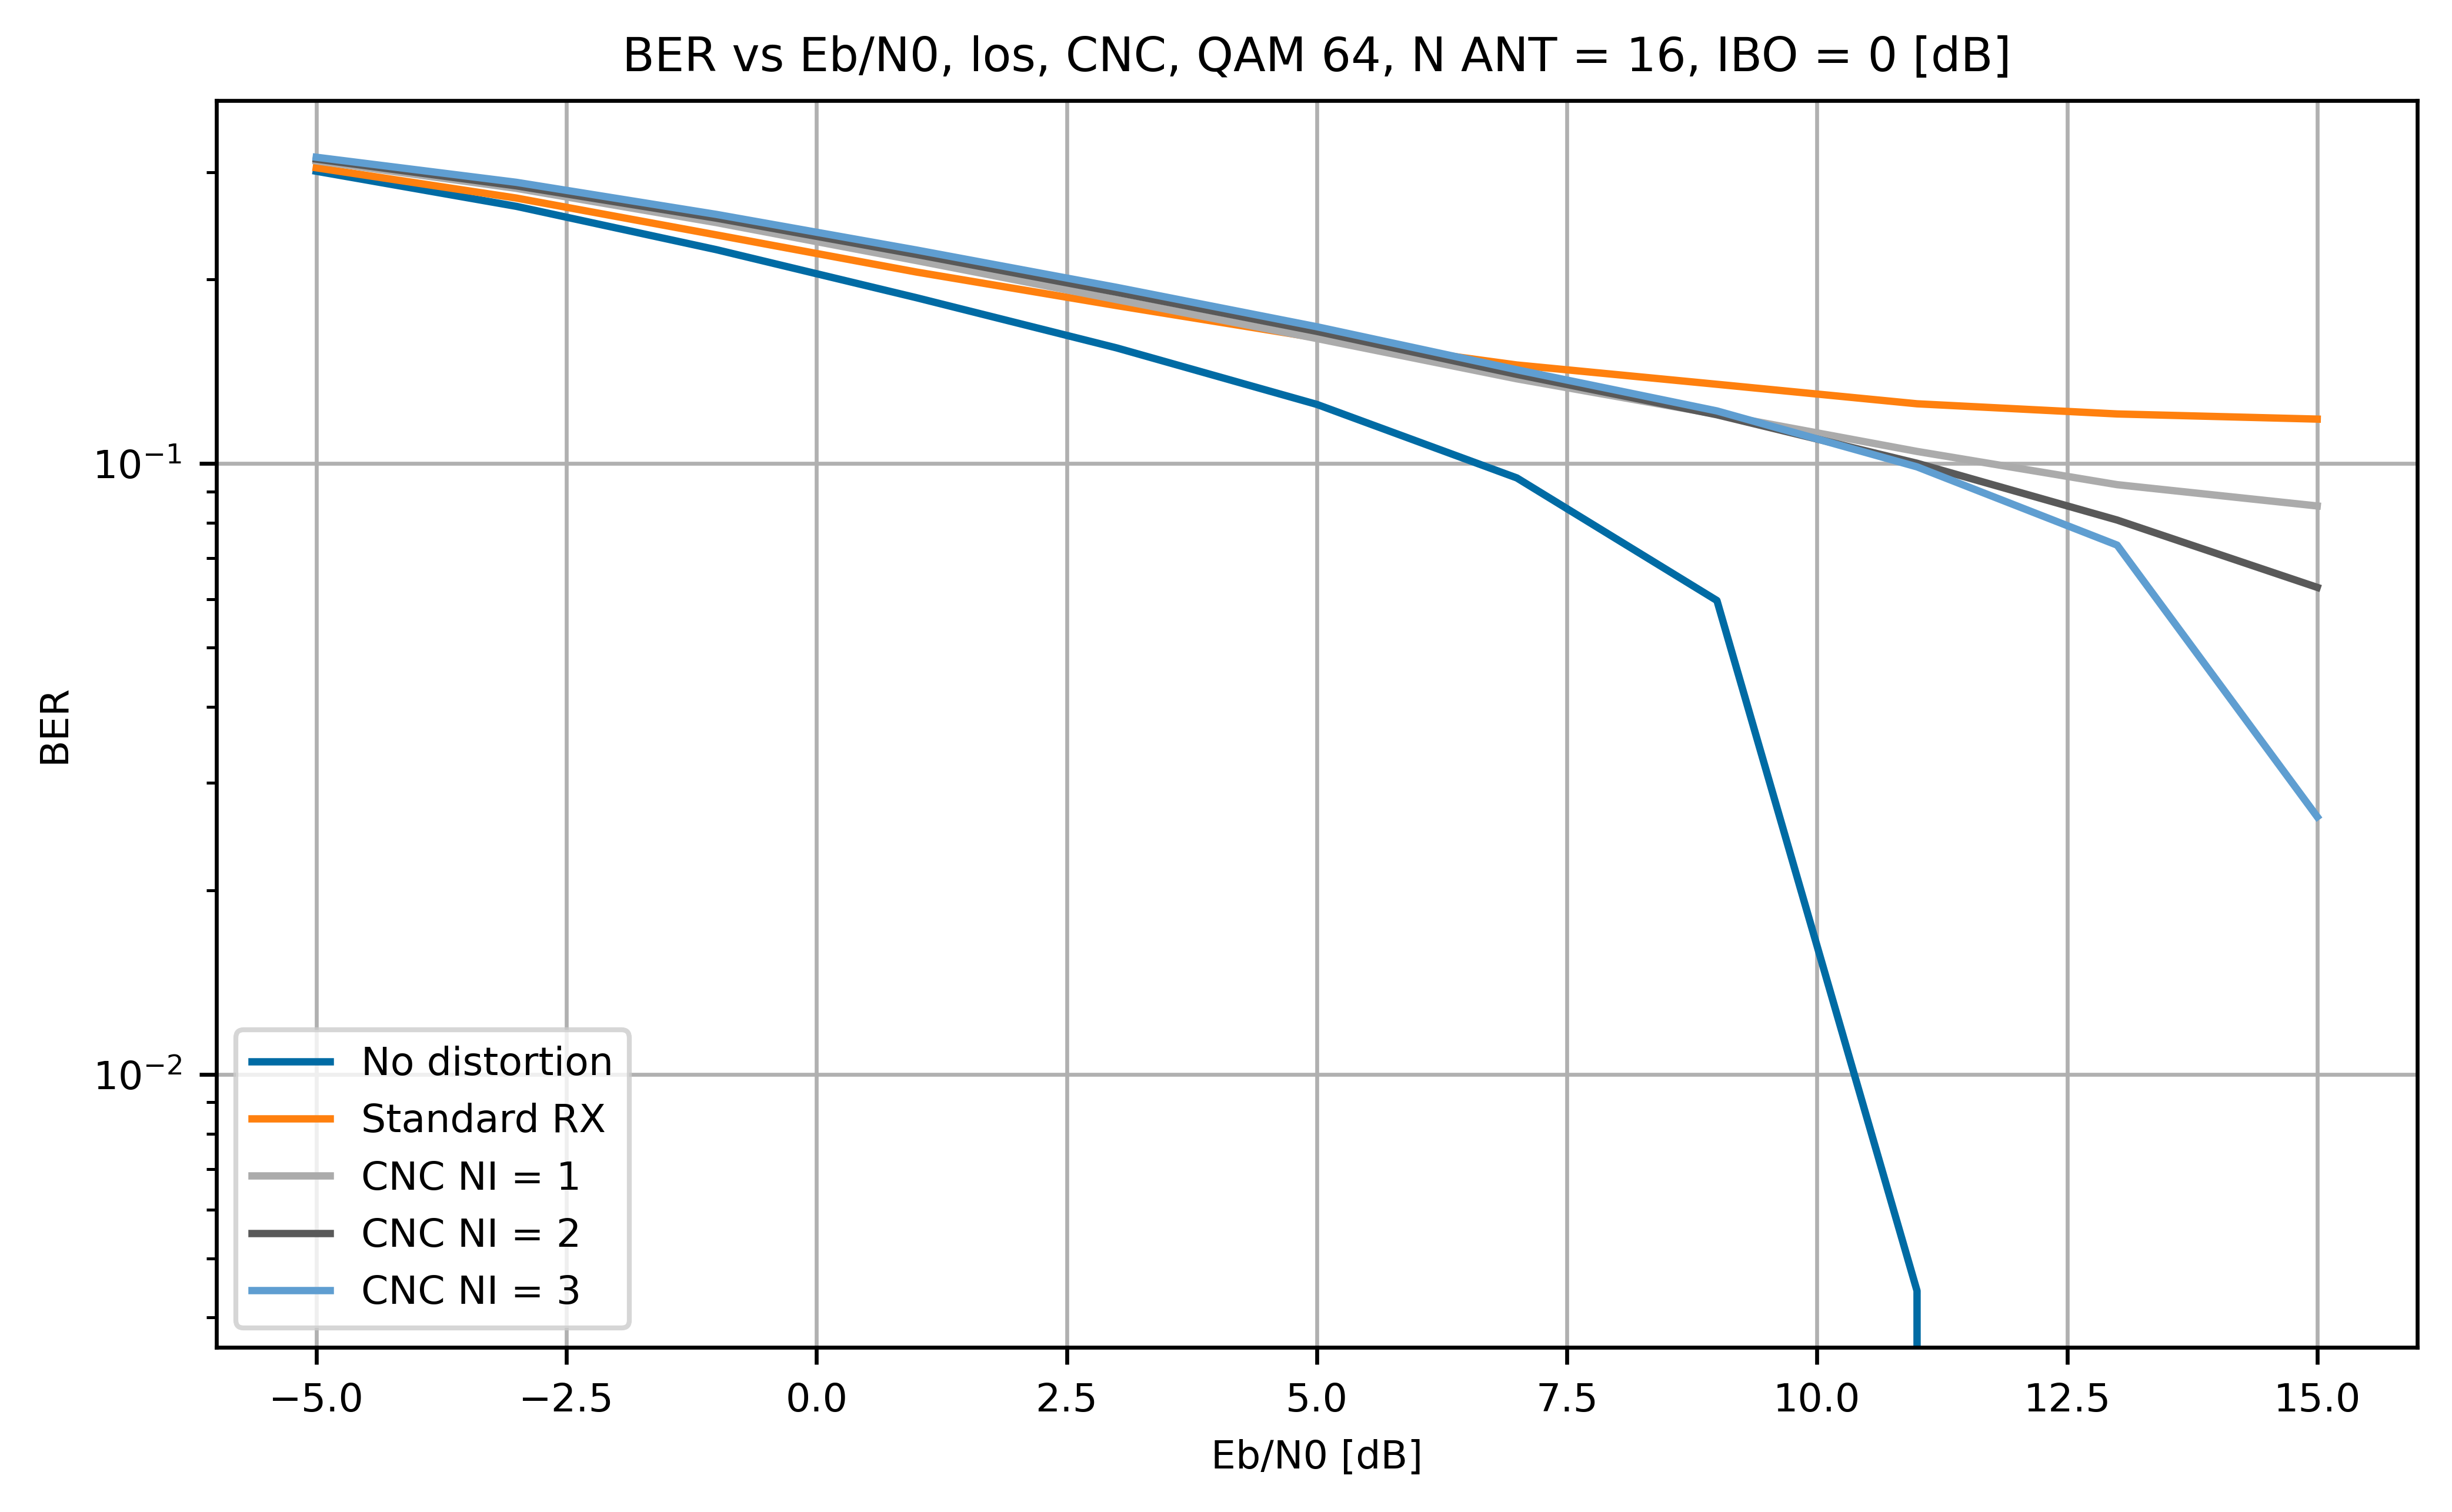 BER vs Eb/N0, los, CNC, QAM 64, N ANT = 16, IBO = 0 [dB]
BER
10⁻¹
10⁻²
No distortion
Standard RX
CNC NI = 1
CNC NI = 2
CNC NI = 3
−5.0 −2.5 0.0 2.5 5.0 7.5 10.0 12.5 15.0
Eb/N0 [dB]